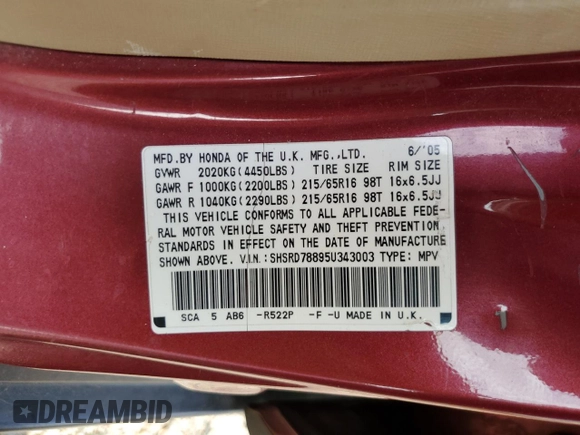 MFD.BY HONDA OF THE U.K. MFG.,LTD. 6/'05
GVWR 2020KG(4450LBS) TIRE SIZE RIM SIZE
GAWR F 1000KG(2200LBS) 215/65R16 98T 16x6.5JJ
GAWR R 1040KG(2290LBS) 215/65R16 98T 16x6.5JJ
THIS VEHICLE CONFORMS TO ALL APPLICABLE FEDE-
RAL MOTOR VEHICLE SAFETY AND THEFT PREVENTION
STANDARDS IN EFFECT ON THE DATE OF MANUFACTURE
SHOWN ABOVE. V.I.N.:SHSRD78895U343003 TYPE: MPV
SCA 5 AB6 -R522P -F -U MADE IN U.K.
DREAMBID